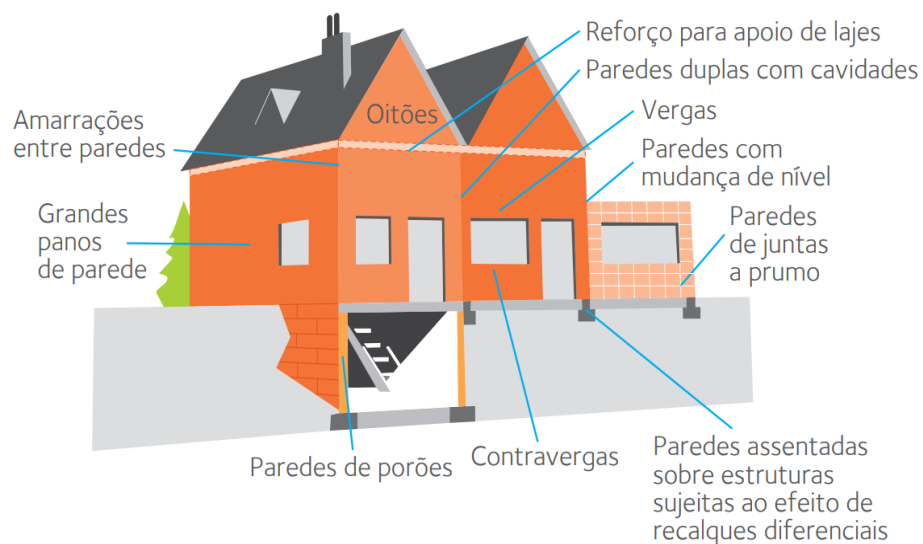 Reforço para apoio de lajes
Paredes duplas com cavidades
Oitões
Vergas
Amarrações
entre paredes
Paredes com
mudança de nível
Grandes
panos
de parede
Paredes
de juntas
a prumo
Paredes de porões
Contravergas
Paredes assentadas
sobre estruturas
sujeitas ao efeito de
recalques diferenciais